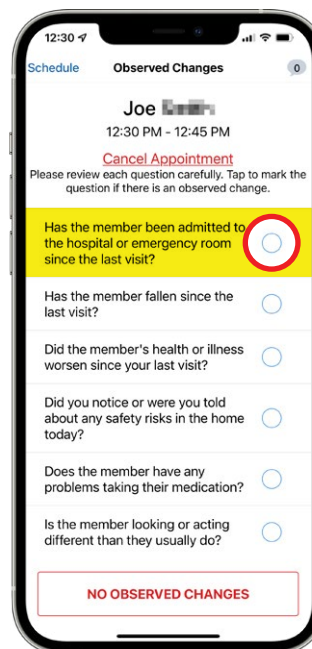 12:30
Schedule
Observed Changes
0
Joe
12:30 PM - 12:45 PM
Cancel Appointment
Please review each question carefully. Tap to mark the
question if there is an observed change.
Has the member been admitted to
the hospital or emergency room
since the last visit?
Has the member fallen since the
last visit?
Did the member's health or illness
worsen since your last visit?
Did you notice or were you told
about any safety risks in the home
today?
Does the member have any
problems taking their medication?
Is the member looking or acting
different than they usually do?
NO OBSERVED CHANGES